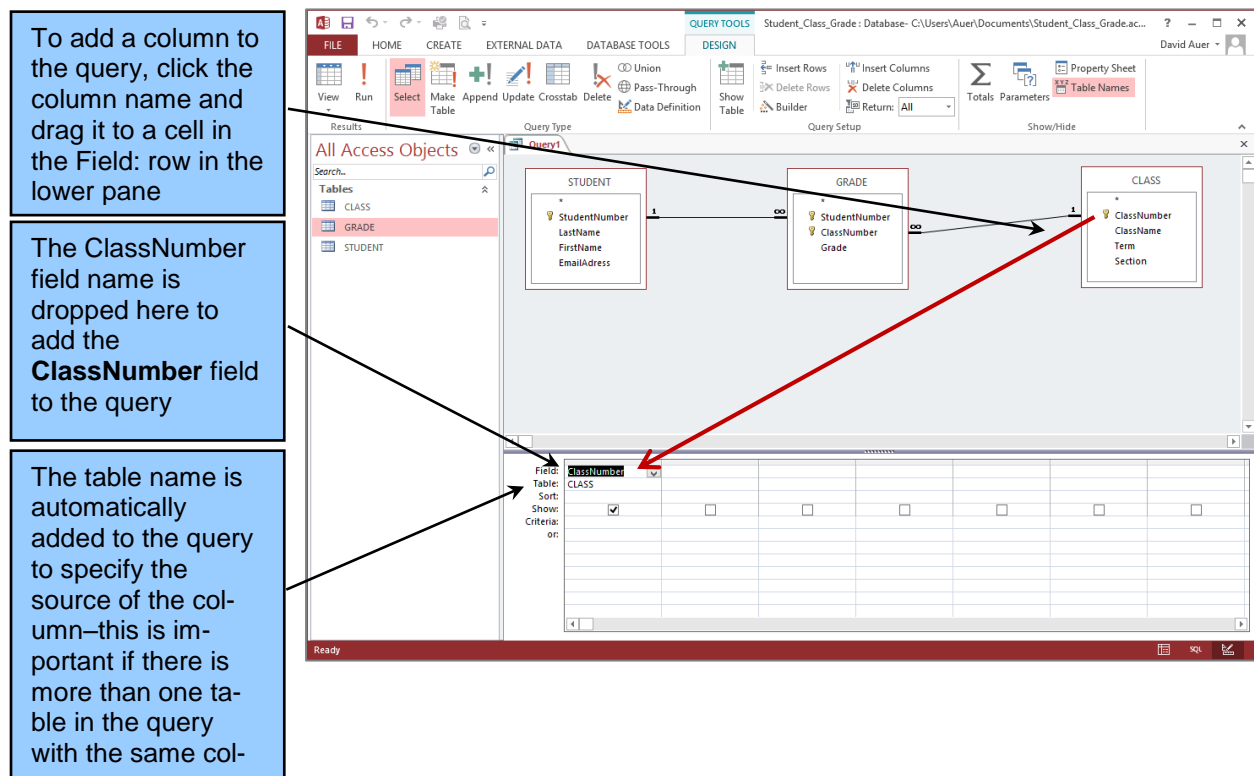 To add a column to
the query, click the
column name and
drag it to a cell in
the Field: row in the
lower pane
The ClassNumber
field name is
dropped here to
add the
ClassNumber field
to the query
The table name is
automatically
added to the query
to specify the
source of the col-
umn–this is im-
portant if there is
more than one ta-
ble in the query
with the same col-
QUERY TOOLS Student_Class_Grade : Database- C:\Users\Auer\Documents\Student_Class_Grade.ac... ?
FILE HOME CREATE EXTERNAL DATA DATABASE TOOLS DESIGN David Auer
View Run Select Make Table Append Update Crosstab Delete
Union
Pass-Through
Data Definition
Show Table
Insert Rows
Delete Rows
Builder
Insert Columns
Delete Columns
Return: All
Totals Parameters
Property Sheet
Table Names
Results Query Type Query Setup Show/Hide
All Access Objects
Search...
Tables
CLASS
GRADE
STUDENT
Query1
STUDENT
*
StudentNumber
LastName
FirstName
EmailAdress
1 ∞
GRADE
*
StudentNumber
ClassNumber
Grade
∞ 1
CLASS
*
ClassNumber
ClassName
Term
Section
Field: ClassNumber
Table: CLASS
Sort:
Show:
Criteria:
or:
Ready SQL